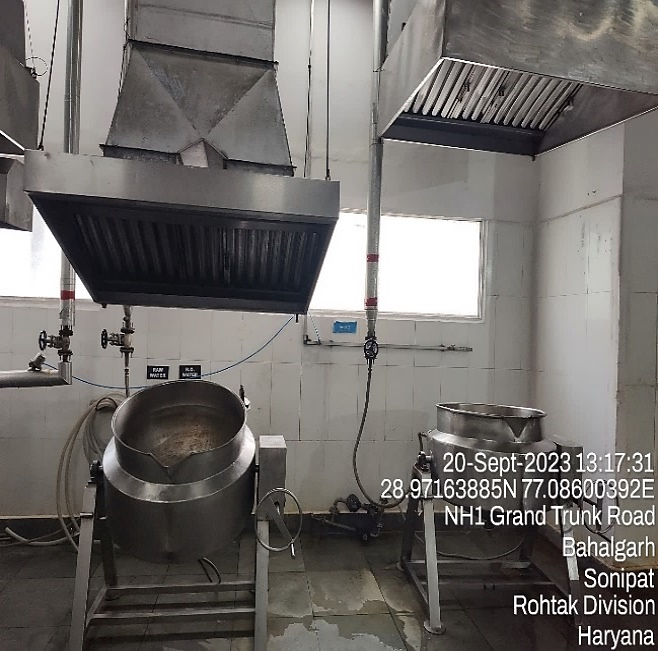 RAW
WATER
R.O.
WATER
20-Sept-2023 13:17:31
28.97163885N 77.08600392E
NH1 Grand Trunk Road
Bahalgarh
Sonipat
Rohtak Division
Haryana